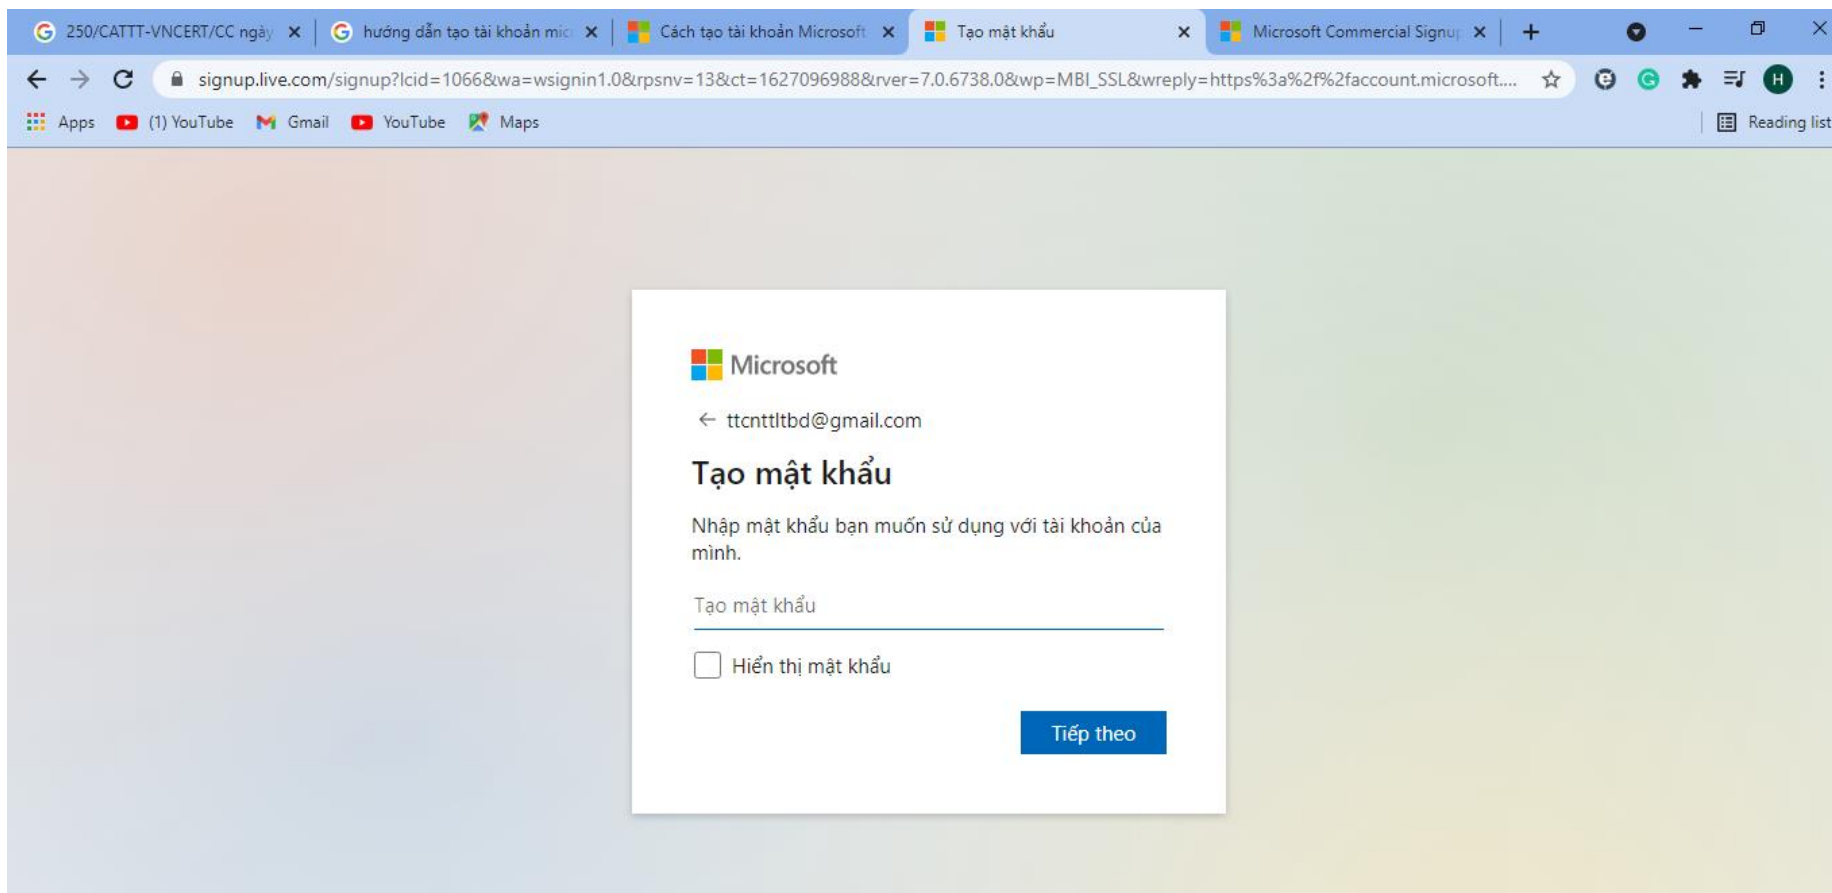 250/CATTT-VNCERT/CC ngày
hướng dẫn tạo tài khoản mic
Cách tạo tài khoản Microsoft
Tạo mật khẩu
Microsoft Commercial Signup
signup.live.com/signup?lcid=1066&wa=wsignin1.0&rpsnv=13&ct=1627096988&rver=7.0.6738.0&wp=MBI_SSL&wreply=https%3a%2f%2faccount.microsoft....
H
Apps
(1) YouTube
Gmail
YouTube
Maps
Reading list
Microsoft
ttcnttltbd@gmail.com
Tạo mật khẩu
Nhập mật khẩu bạn muốn sử dụng với tài khoản của
mình.
Tạo mật khẩu
Hiển thị mật khẩu
Tiếp theo